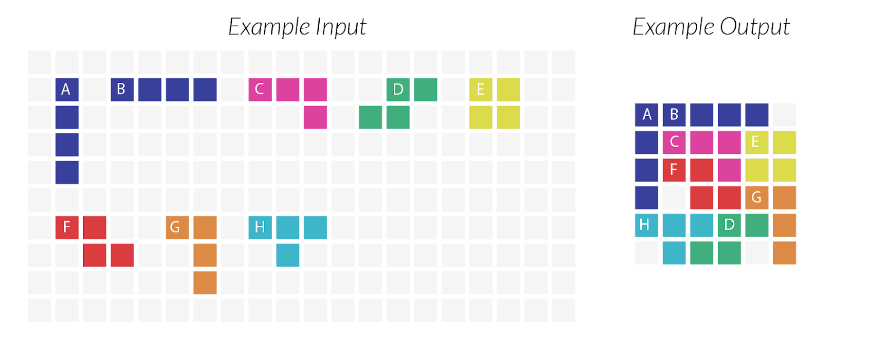 Example Input
Example Output
A B C D E
F G H
A B
C E
F
G
H D